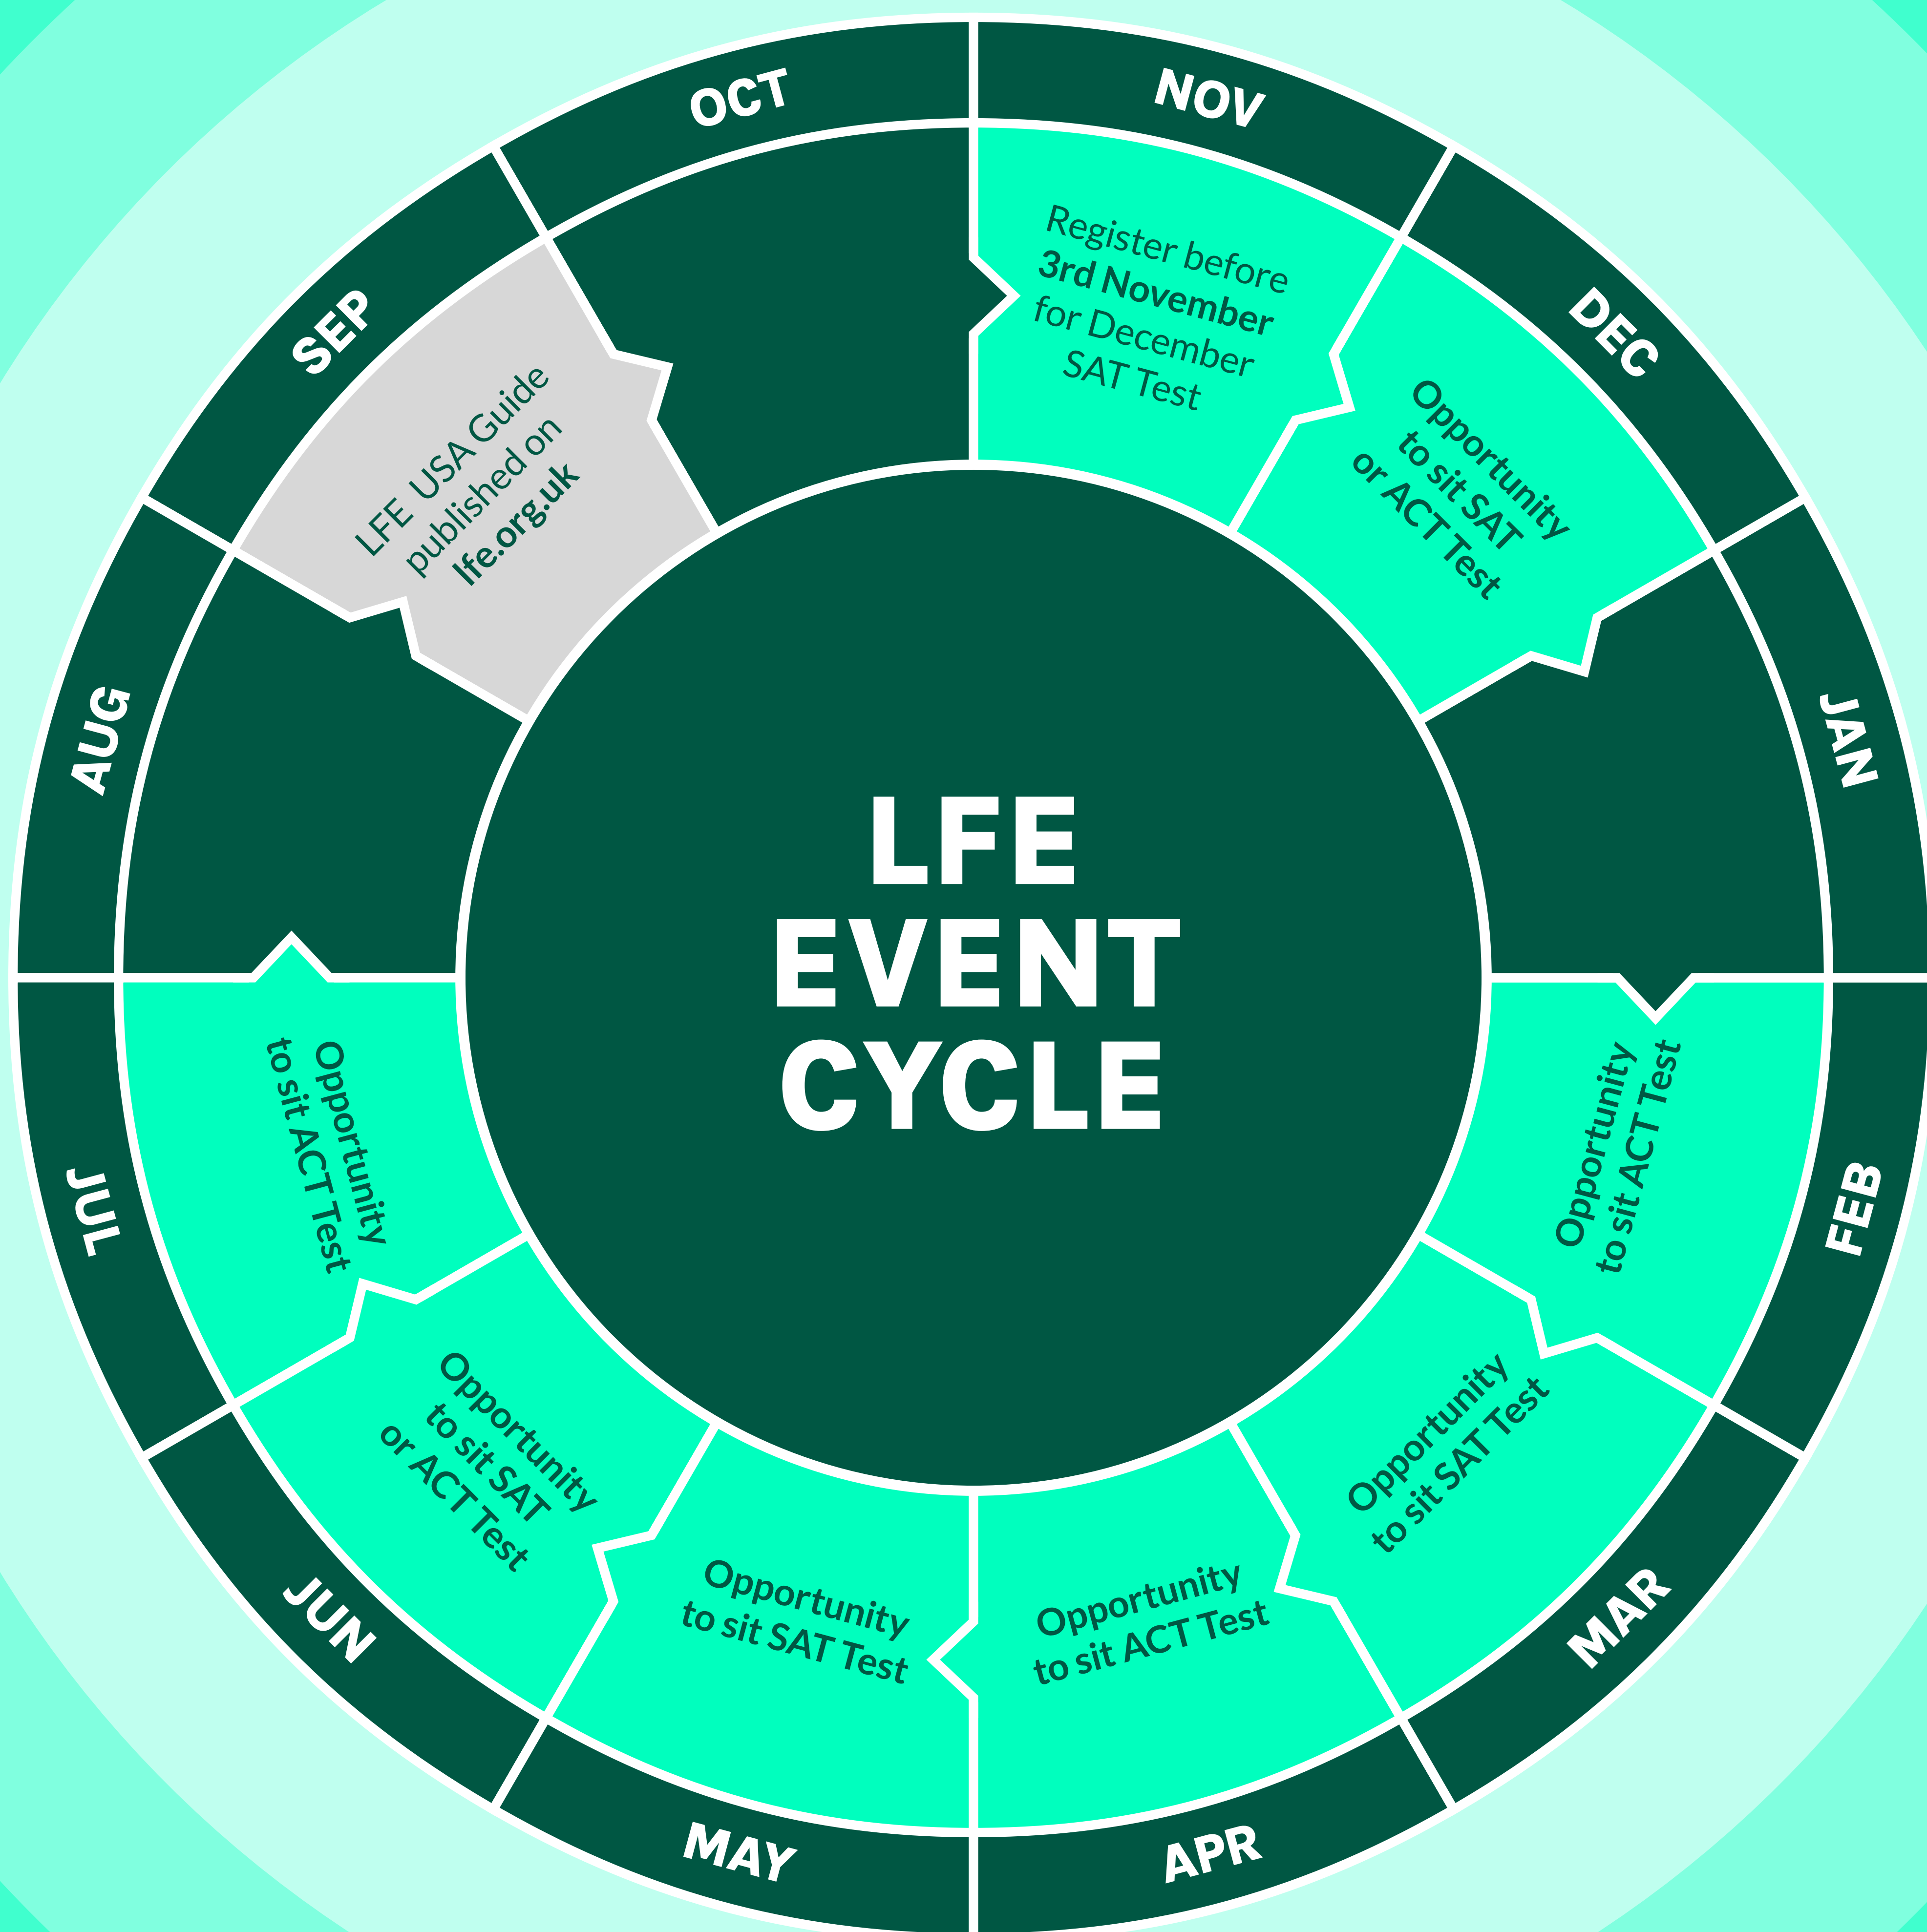 LFE
EVENT
CYCLE
NOV
Register before
3rd November
for December
SAT Test
DEC
Opportunity
to sit SAT
or ACT Test
JAN
FEB
Opportunity
to sit ACT Test
MAR
Opportunity
to sit SAT Test
APR
Opportunity
to sit ACT Test
MAY
Opportunity
to sit SAT Test
JUN
Opportunity
to sit SAT
or ACT Test
JUL
Opportunity
to sit ACT Test
AUG
SEP
LFE USA Guide
published on
lfe.org.uk
OCT